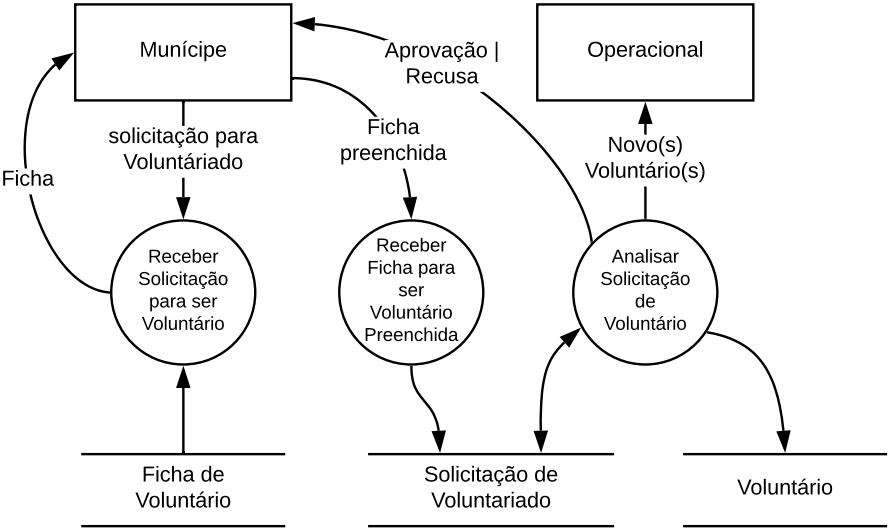 Munícipe
Operacional
Aprovação |
Recusa
solicitação para
Voluntáriado
Ficha
preenchida
Novo(s)
Voluntário(s)
Ficha
Receber
Solicitação
para ser
Voluntário
Receber
Ficha para
ser
Voluntário
Preenchida
Analisar
Solicitação
de
Voluntário
Ficha de
Voluntário
Solicitação de
Voluntariado
Voluntário